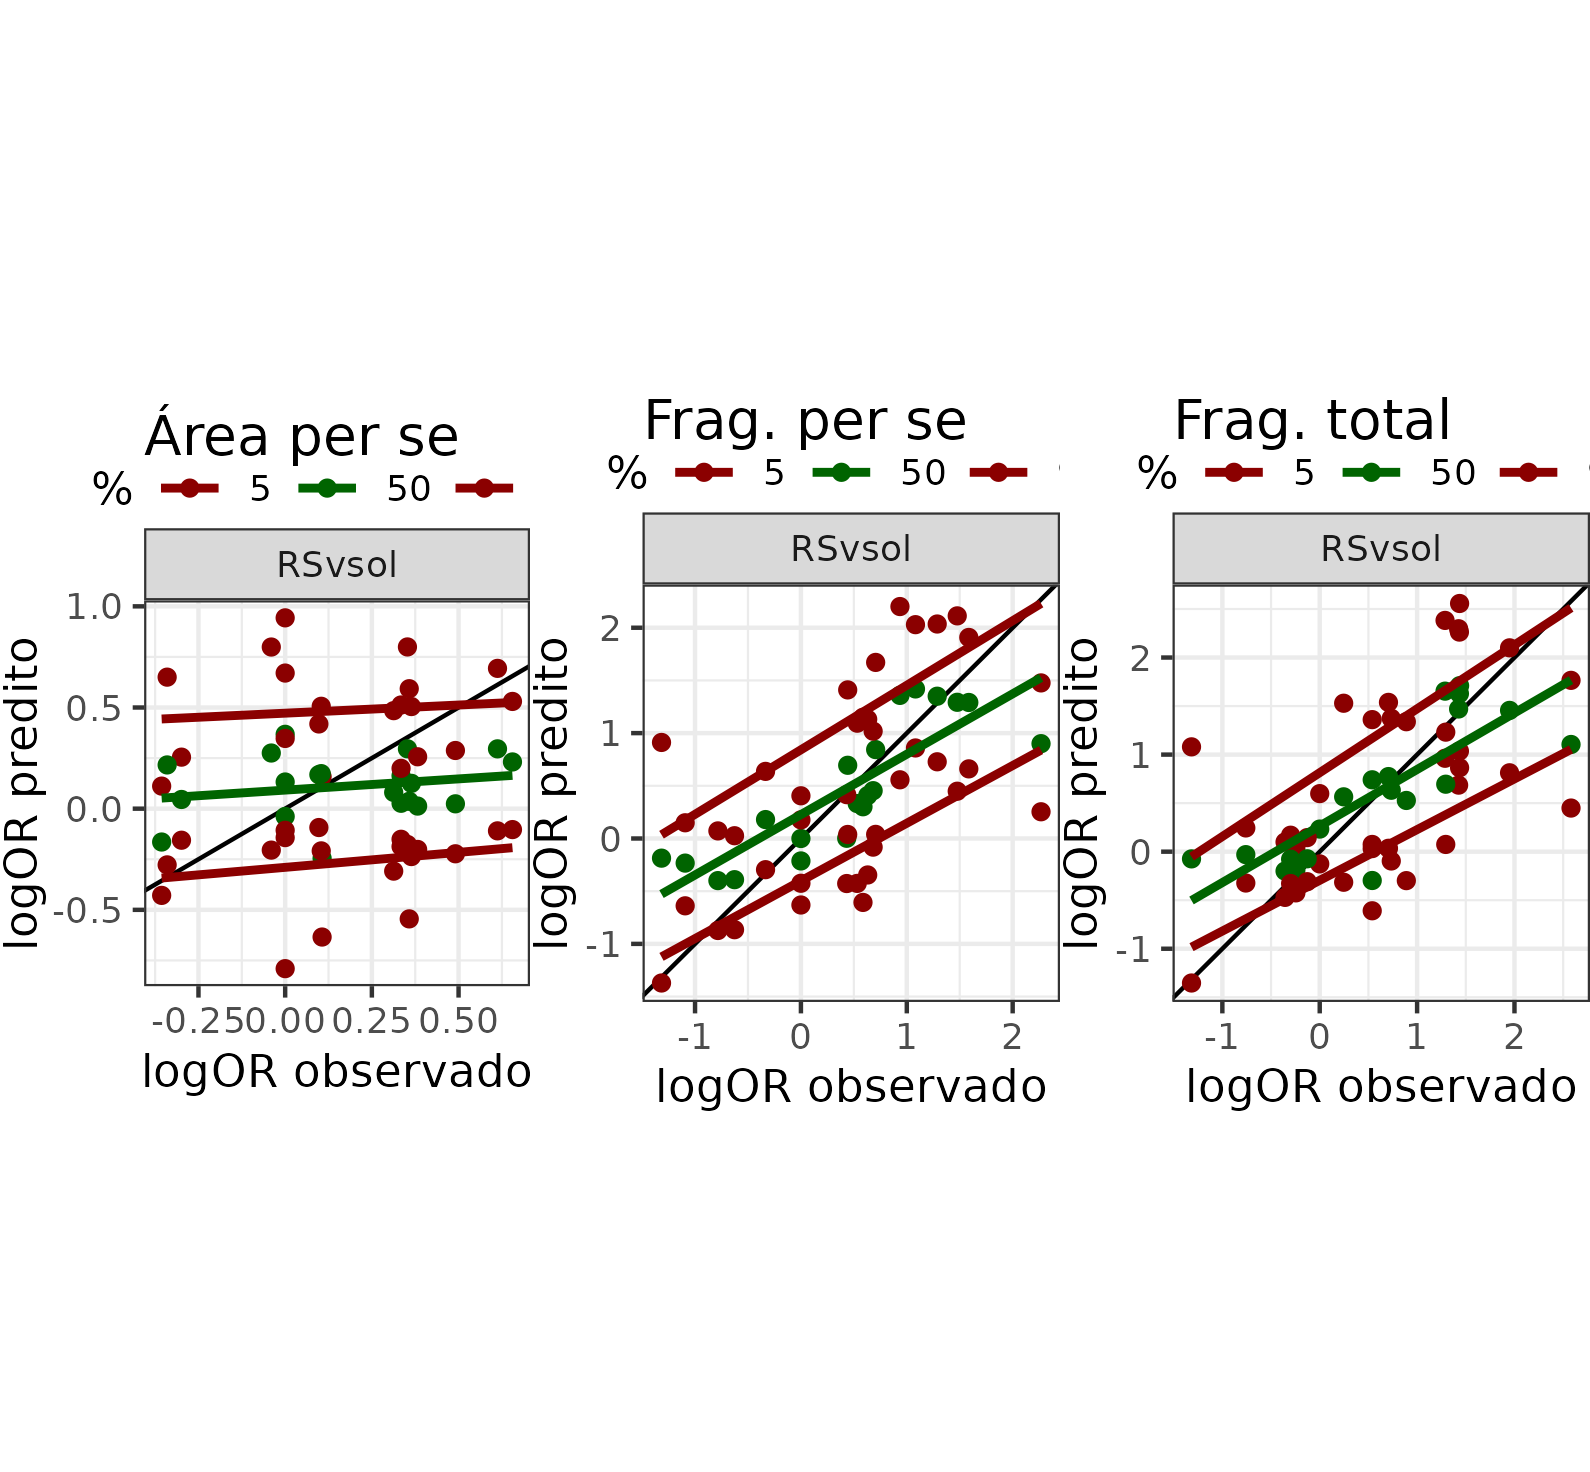 Área per se
% 5 50
RSvsol
1.0
0.5
0.0
-0.5
logOR predito
-0.25 0.00 0.25 0.50
logOR observado
Frag. per se
% 5 50
RSvsol
2
1
0
-1
logOR predito
-1 0 1 2
logOR observado
Frag. total
% 5 50
RSvsol
2
1
0
-1
logOR predito
-1 0 1 2
logOR observado